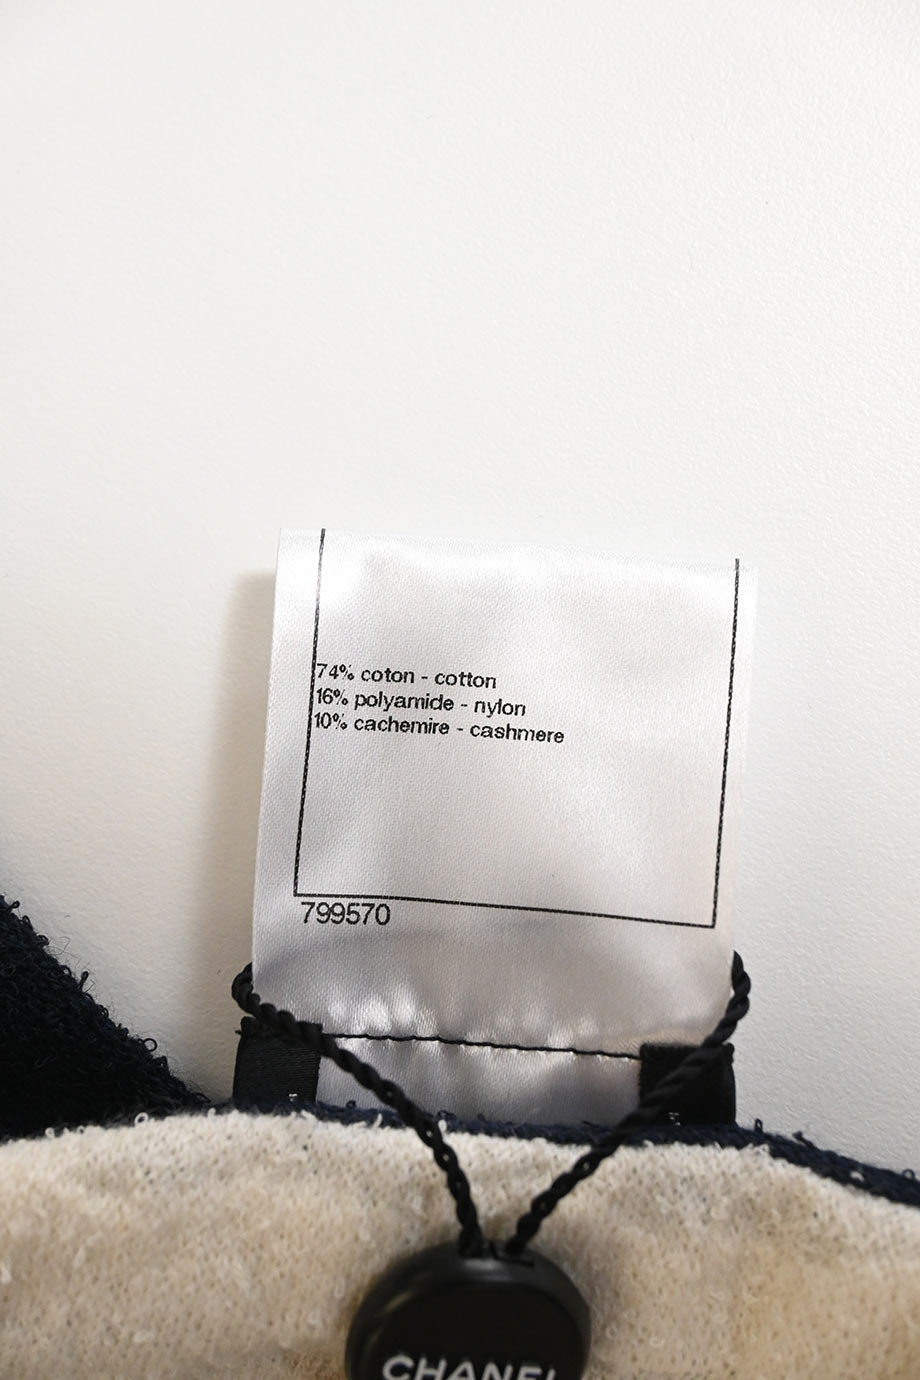 74% coton - cotton
16% polyamide - nylon
10% cachemire - cashmere
799570
CHANEL